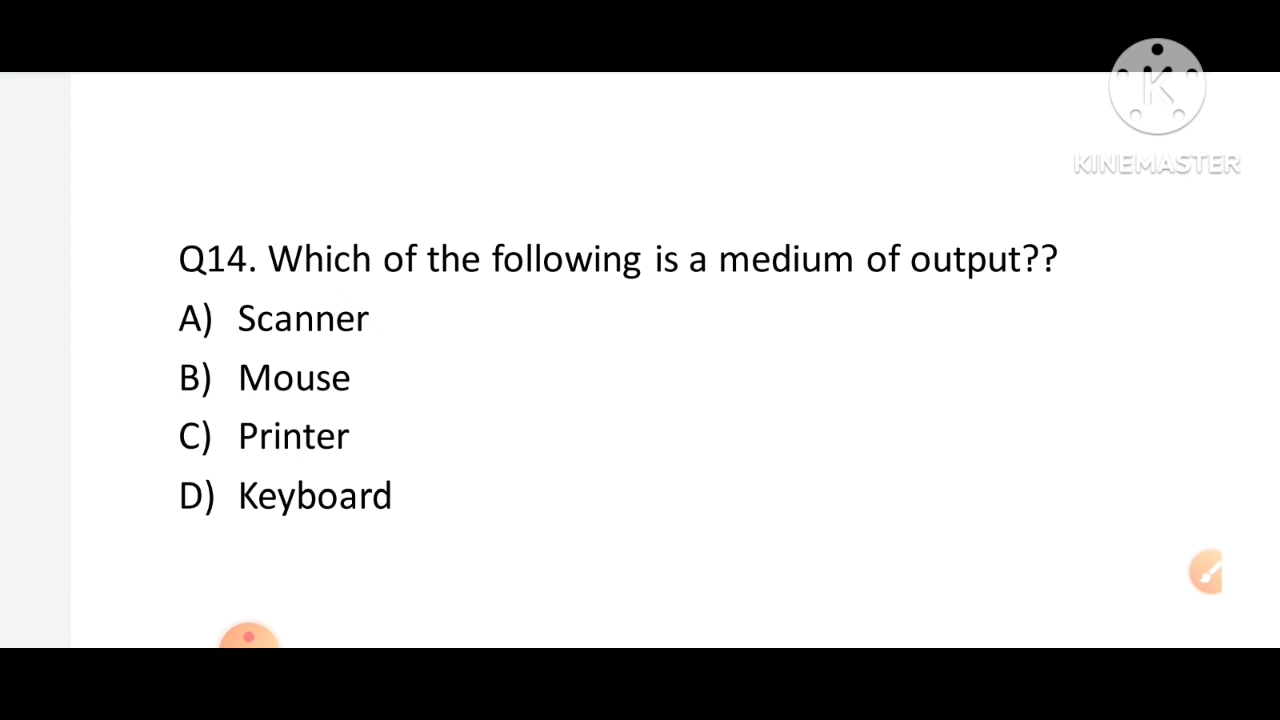 K
KINEMASTER
Q14. Which of the following is a medium of output??
A) Scanner
B) Mouse
C) Printer
D) Keyboard